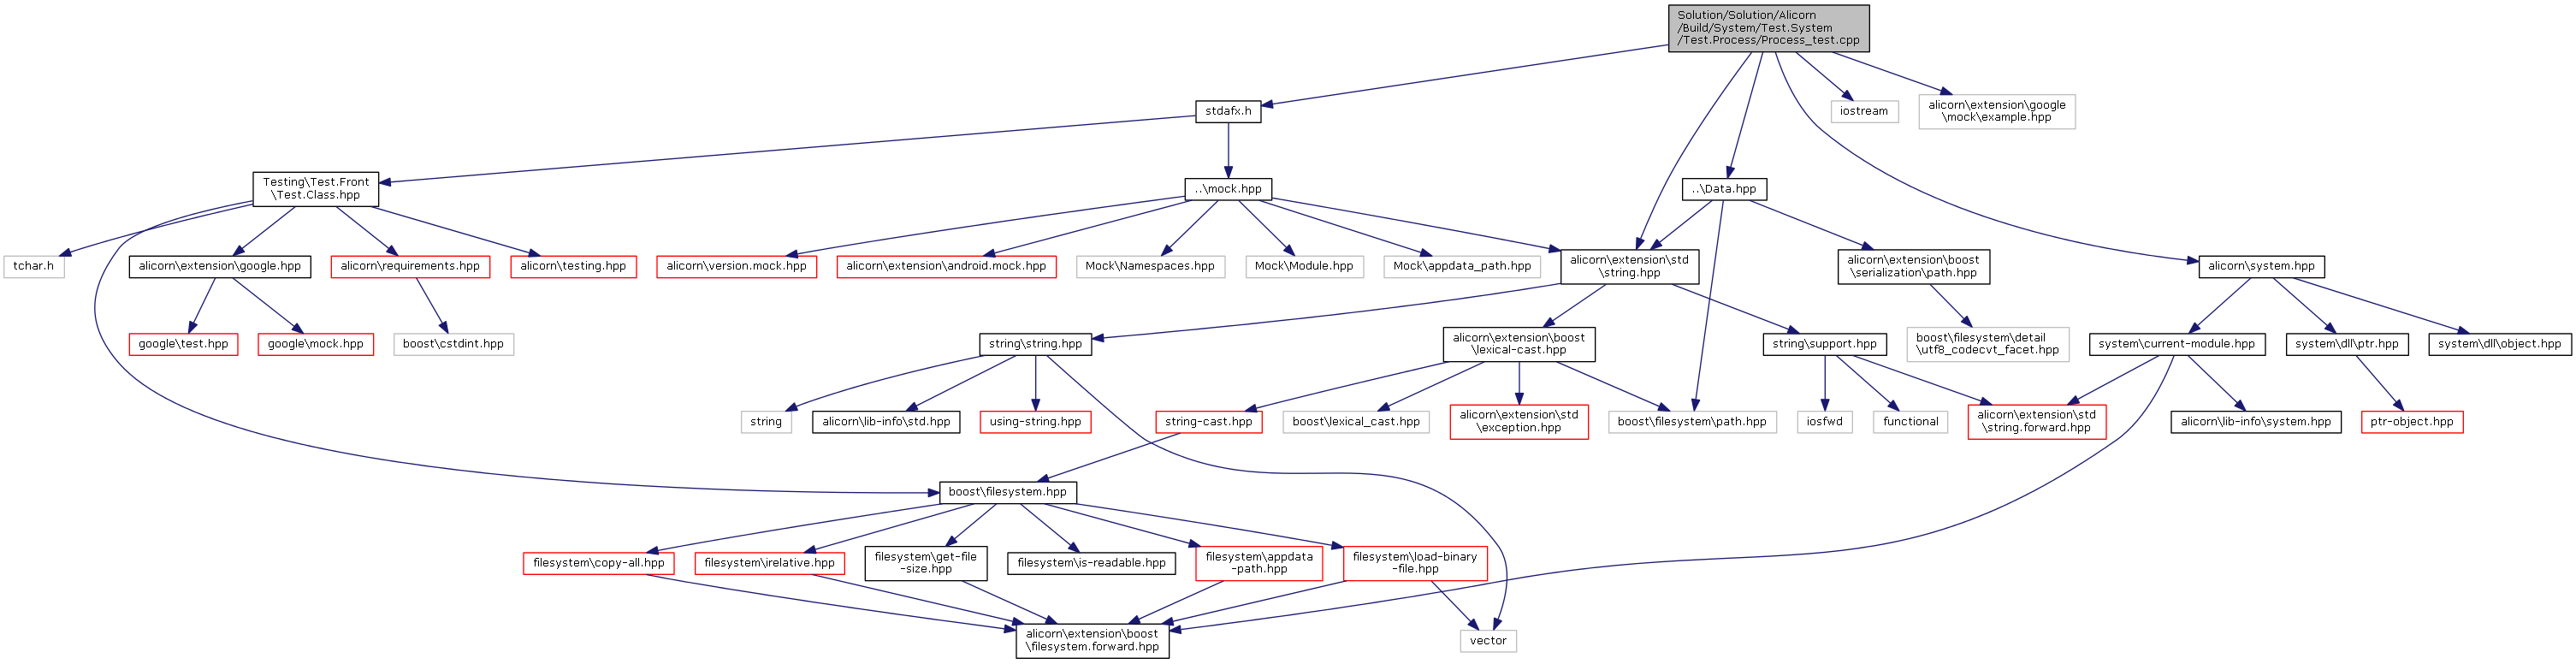 Solution/Solution/Alicorn
/Build/System/Test.System
/Test.Process/Process_test.cpp
stdafx.h
iostream
alicorn\extension\google
\mock\example.hpp
Testing\Test.Front
\Test.Class.hpp
..\mock.hpp
..\Data.hpp
tchar.h
alicorn\extension\google.hpp
alicorn\requirements.hpp
alicorn\testing.hpp
alicorn\version.mock.hpp
alicorn\extension\android.mock.hpp
Mock\Namespaces.hpp
Mock\Module.hpp
Mock\appdata_path.hpp
alicorn\extension\std
\string.hpp
alicorn\extension\boost
\serialization\path.hpp
alicorn\system.hpp
google\test.hpp
google\mock.hpp
boost\cstdint.hpp
string\string.hpp
alicorn\extension\boost
\lexical-cast.hpp
string\support.hpp
boost\filesystem\detail
\utf8_codecvt_facet.hpp
system\current-module.hpp
system\dll\ptr.hpp
system\dll\object.hpp
string
alicorn\lib-info\std.hpp
using-string.hpp
string-cast.hpp
boost\lexical_cast.hpp
alicorn\extension\std
\exception.hpp
boost\filesystem\path.hpp
iosfwd
functional
alicorn\extension\std
\string.forward.hpp
alicorn\lib-info\system.hpp
ptr-object.hpp
boost\filesystem.hpp
filesystem\copy-all.hpp
filesystem\irelative.hpp
filesystem\get-file
-size.hpp
filesystem\is-readable.hpp
filesystem\appdata
-path.hpp
filesystem\load-binary
-file.hpp
alicorn\extension\boost
\filesystem.forward.hpp
vector